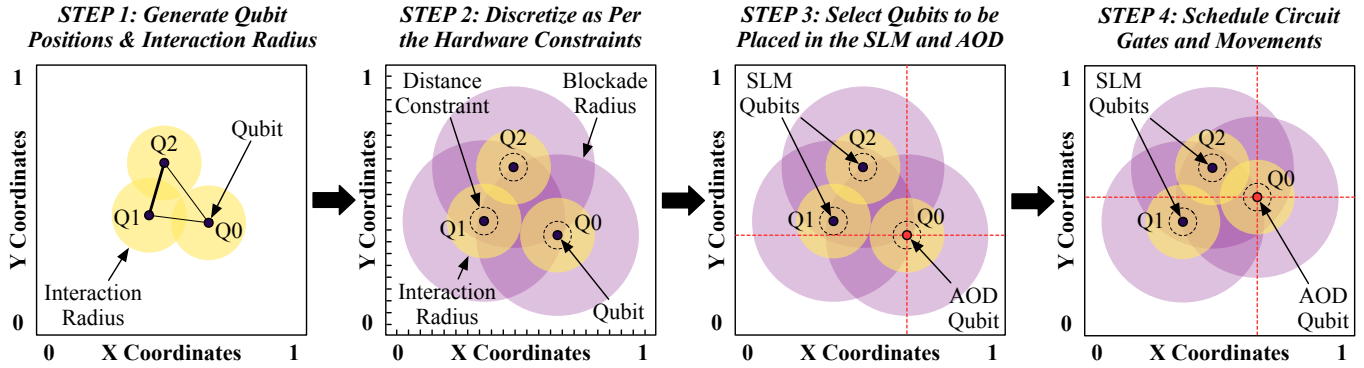 STEP 1: Generate Qubit
Positions & Interaction Radius
1
Y Coordinates
0
Q2
Qubit
Q1
Q0
Interaction
Radius
0
X Coordinates
1
STEP 2: Discretize as Per
the Hardware Constraints
1
Y Coordinates
0
Distance
Constraint
Blockade
Radius
Q2
Q1
Q0
Interaction
Radius
Qubit
0
X Coordinates
1
STEP 3: Select Qubits to be
Placed in the SLM and AOD
1
Y Coordinates
0
SLM
Qubits
Q2
Q1
Q0
AOD
Qubit
0
X Coordinates
1
STEP 4: Schedule Circuit
Gates and Movements
1
Y Coordinates
0
SLM
Qubits
Q2
Q0
Q1
AOD
Qubit
0
X Coordinates
1